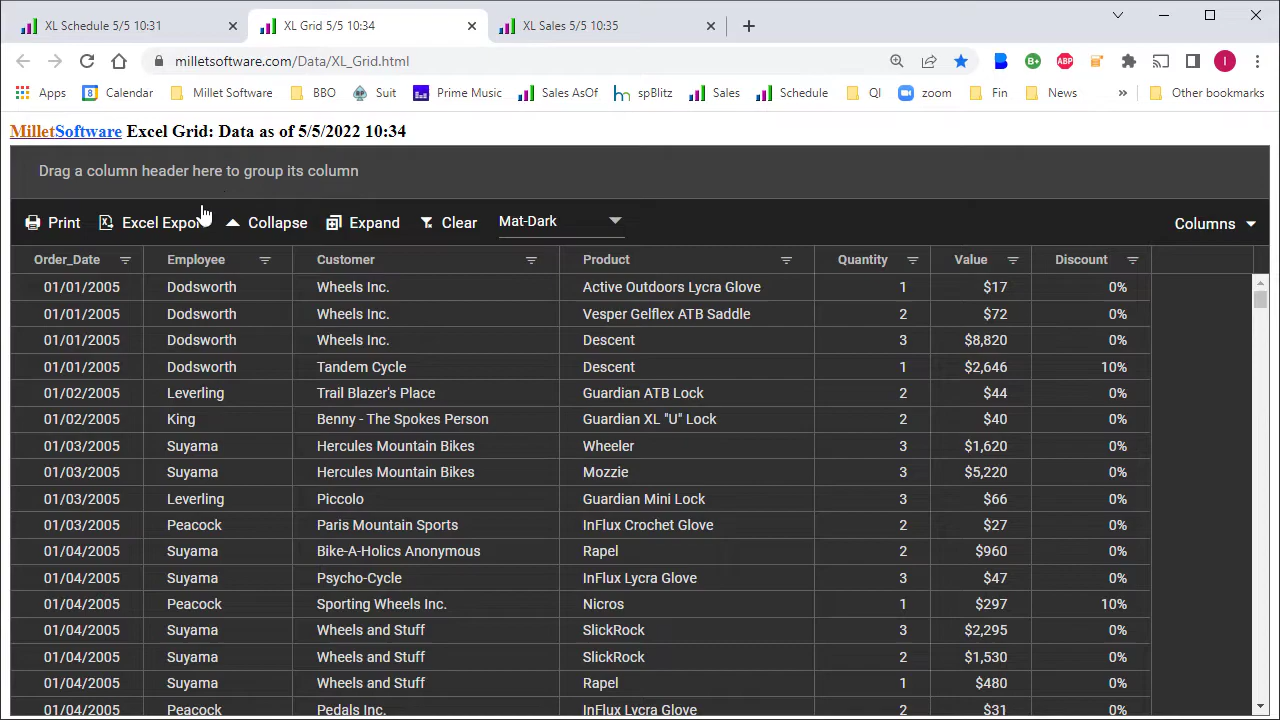 XL Schedule 5/5 10:31
XL Grid 5/5 10:34
XL Sales 5/5 10:35
milletsoftware.com/Data/XL_Grid.html
I
Apps
8 Calendar
Millet Software
BBO
Suit
Prime Music
Sales AsOf
spBlitz
Sales
Schedule
QI
zoom
Fin
News
»
Other bookmarks
B+
ABP
MilletSoftware Excel Grid: Data as of 5/5/2022 10:34
Drag a column header here to group its column
Print Excel Export Collapse Expand Clear Mat-Dark Columns
Order_Date Employee Customer Product Quantity Value Discount
01/01/2005 Dodsworth Wheels Inc. Active Outdoors Lycra Glove 1 $17 0%
01/01/2005 Dodsworth Wheels Inc. Vesper Gelflex ATB Saddle 2 $72 0%
01/01/2005 Dodsworth Wheels Inc. Descent 3 $8,820 0%
01/01/2005 Dodsworth Tandem Cycle Descent 1 $2,646 10%
01/02/2005 Leverling Trail Blazer's Place Guardian ATB Lock 2 $44 0%
01/02/2005 King Benny - The Spokes Person Guardian XL "U" Lock 2 $40 0%
01/03/2005 Suyama Hercules Mountain Bikes Wheeler 3 $1,620 0%
01/03/2005 Suyama Hercules Mountain Bikes Mozzie 3 $5,220 0%
01/03/2005 Leverling Piccolo Guardian Mini Lock 3 $66 0%
01/03/2005 Peacock Paris Mountain Sports InFlux Crochet Glove 2 $27 0%
01/04/2005 Suyama Bike-A-Holics Anonymous Rapel 2 $960 0%
01/04/2005 Suyama Psycho-Cycle InFlux Lycra Glove 3 $47 0%
01/04/2005 Peacock Sporting Wheels Inc. Nicros 1 $297 10%
01/04/2005 Suyama Wheels and Stuff SlickRock 3 $2,295 0%
01/04/2005 Suyama Wheels and Stuff SlickRock 2 $1,530 0%
01/04/2005 Suyama Wheels and Stuff Rapel 1 $480 0%
01/04/2005 Peacock Pedals Inc. InFlux Lycra Glove 2 $31 0%